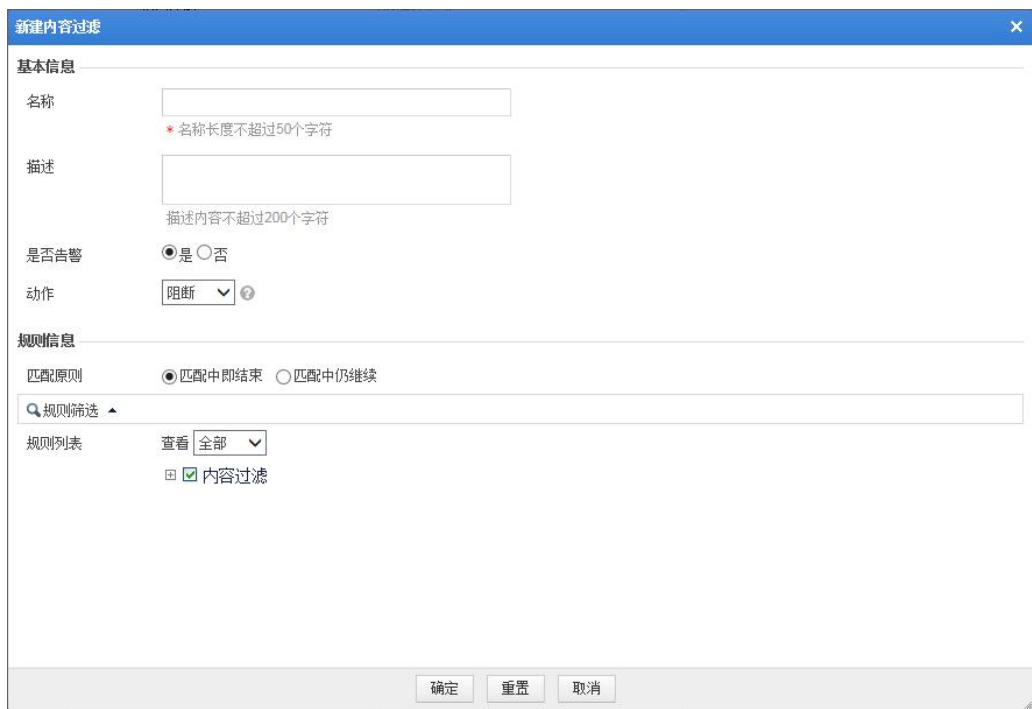 新建内容过滤
基本信息
名称
* 名称长度不超过50个字符
描述
描述内容不超过200个字符
是否告警 是 否
动作 阻断
规则信息
匹配原则 匹配中即结束 匹配中仍继续
规则筛选
规则列表 查看 全部
内容过滤
确定 重置 取消